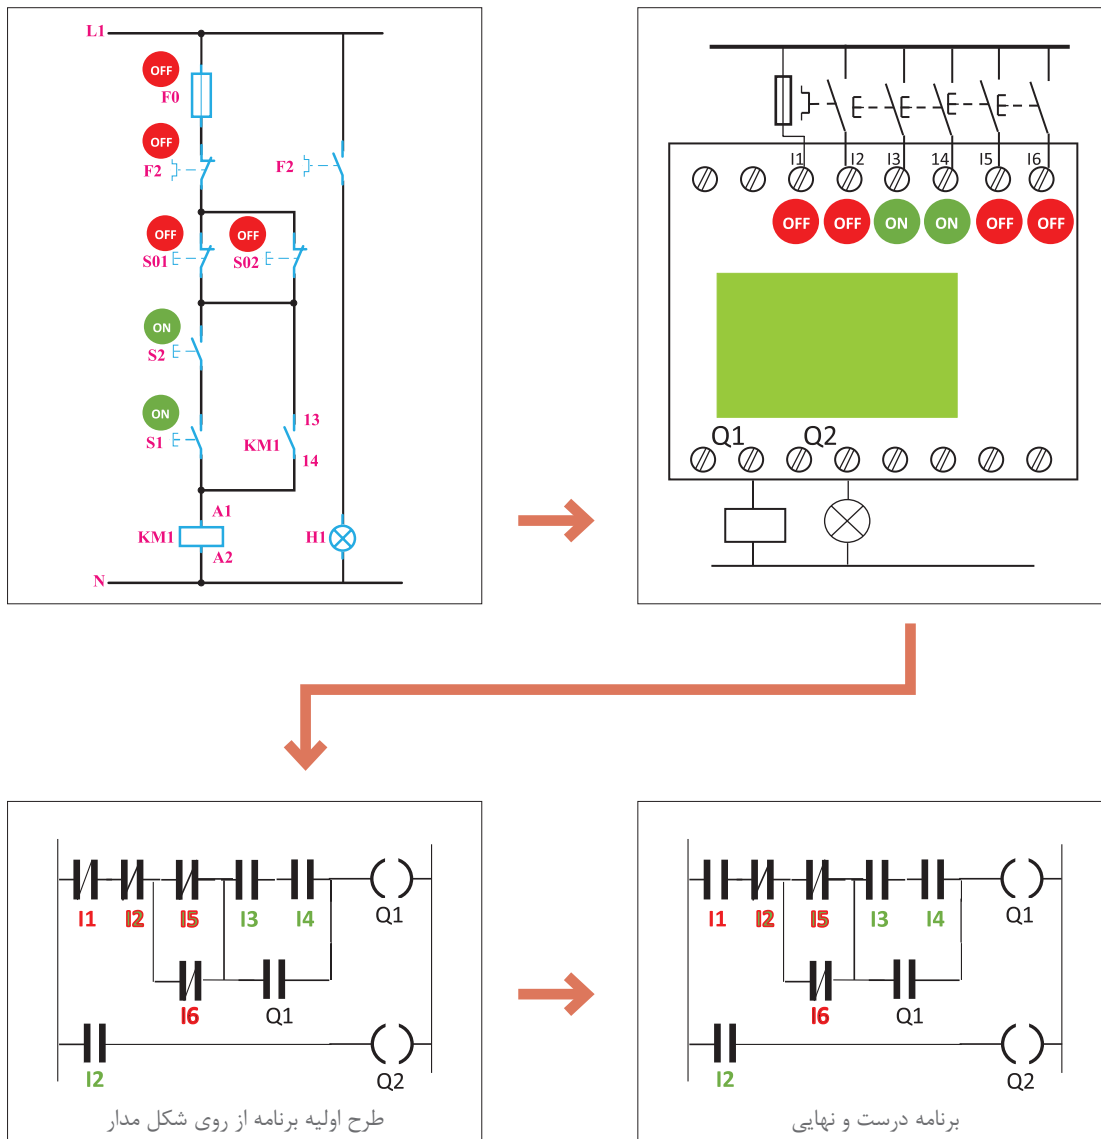 L1
OFF
F0
OFF
F2
F2
OFF
OFF
S01
S02
ON
S2
ON
S1
13
KM1
14
A1
KM1
A2
H1
N
I1 I2 I3 14 I5 I6
OFF OFF ON ON OFF OFF
Q1 Q2
I1 I2 I5 I3 I4 Q1
I6 Q1
I2 Q2
طرح اولیه برنامه از روی شکل مدار
I1 I2 I5 I3 I4 Q1
I6 Q1
I2 Q2
برنامه درست و نهایی